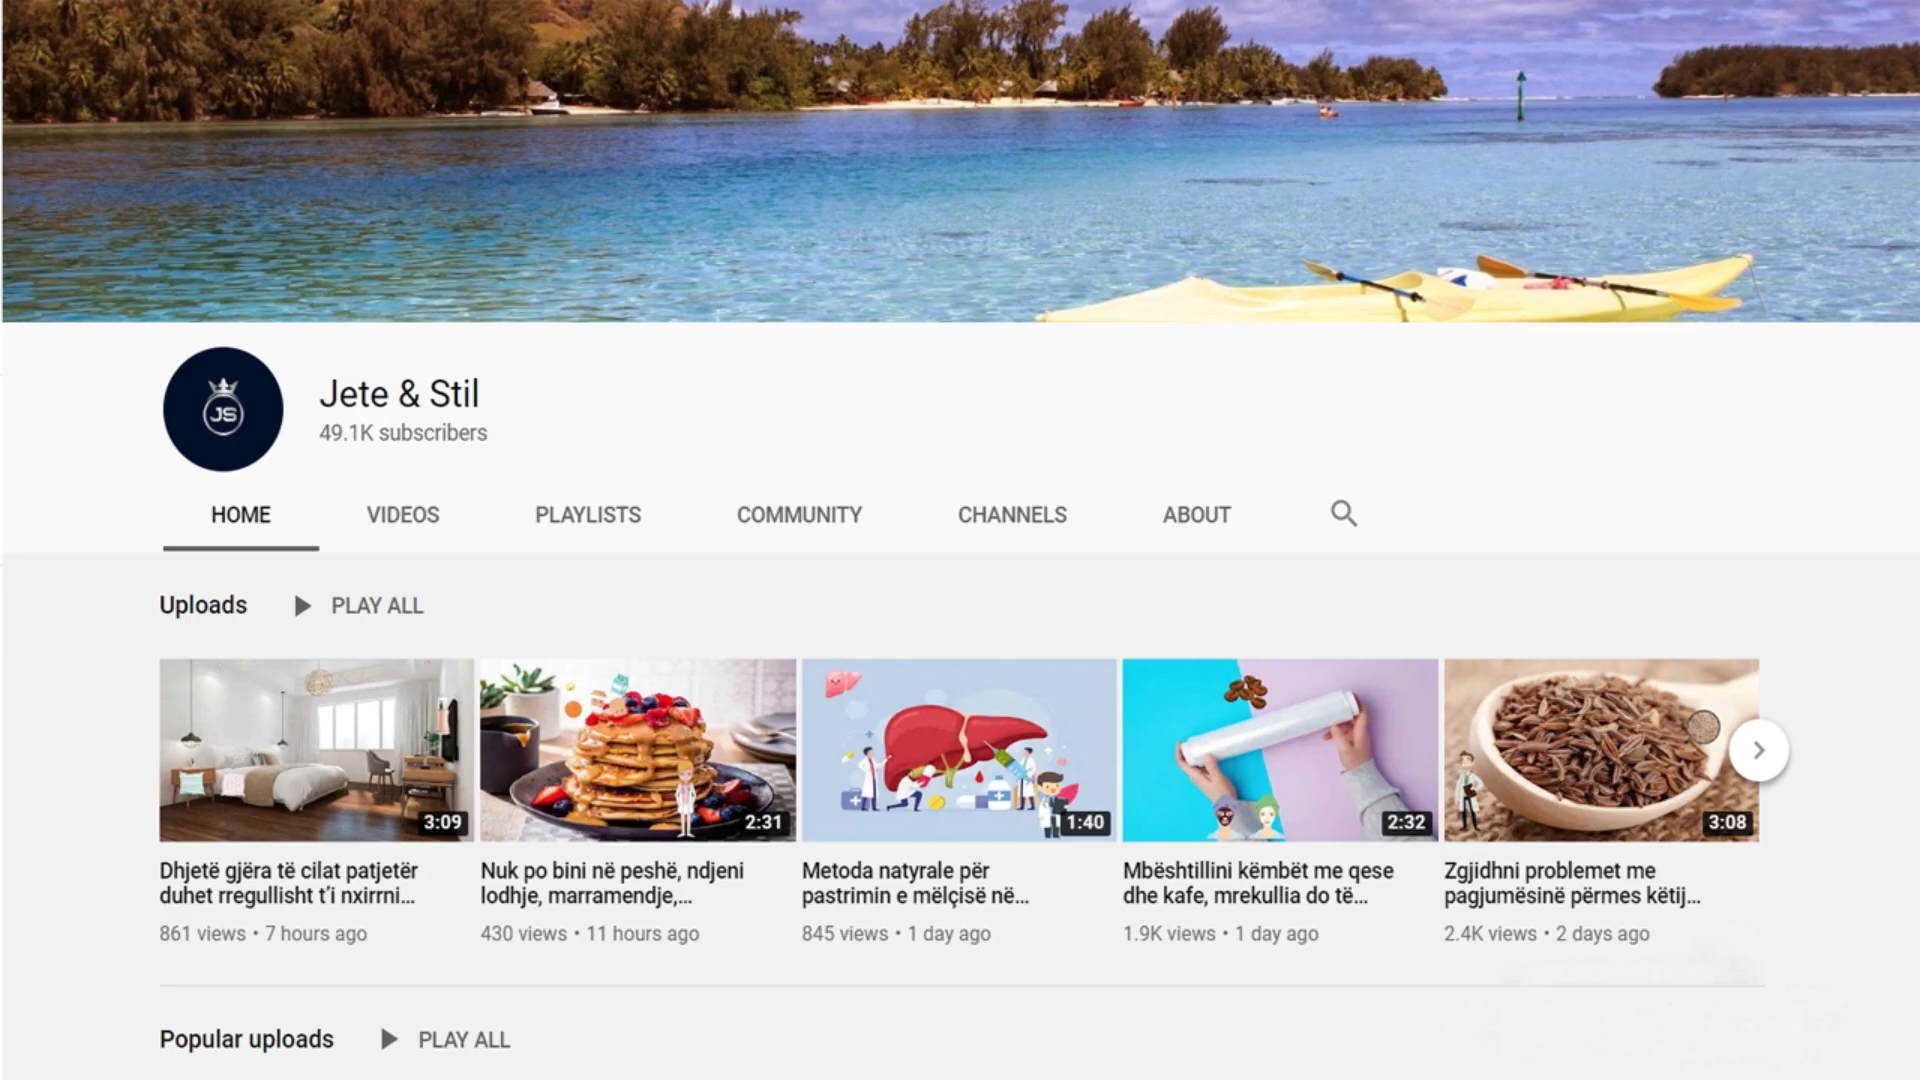 JS
Jete & Stil
49.1K subscribers
HOME VIDEOS PLAYLISTS COMMUNITY CHANNELS ABOUT
Uploads PLAY ALL
3:09 2:31 1:40 2:32 3:08
Dhjetë gjëra të cilat patjetër
duhet rregullisht t’i nxirrni...
861 views • 7 hours ago
Nuk po bini në peshë, ndjeni
lodhje, marramendje,...
430 views • 11 hours ago
Metoda natyrale për
pastrimin e mëlçisë në...
845 views • 1 day ago
Mbështillini këmbët me qese
dhe kafe, mrekullia do të...
1.9K views • 1 day ago
Zgjidhni problemet me
pagjumësinë përmes këtij...
2.4K views • 2 days ago
Popular uploads PLAY ALL